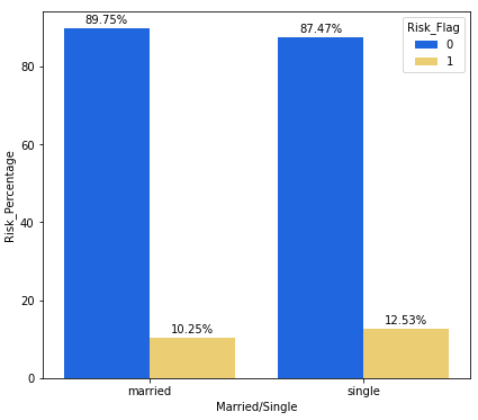 89.75%
87.47%
Risk_Flag
0
1
80
60
40
20
0
Risk_Percentage
10.25%
12.53%
married
single
Married/Single